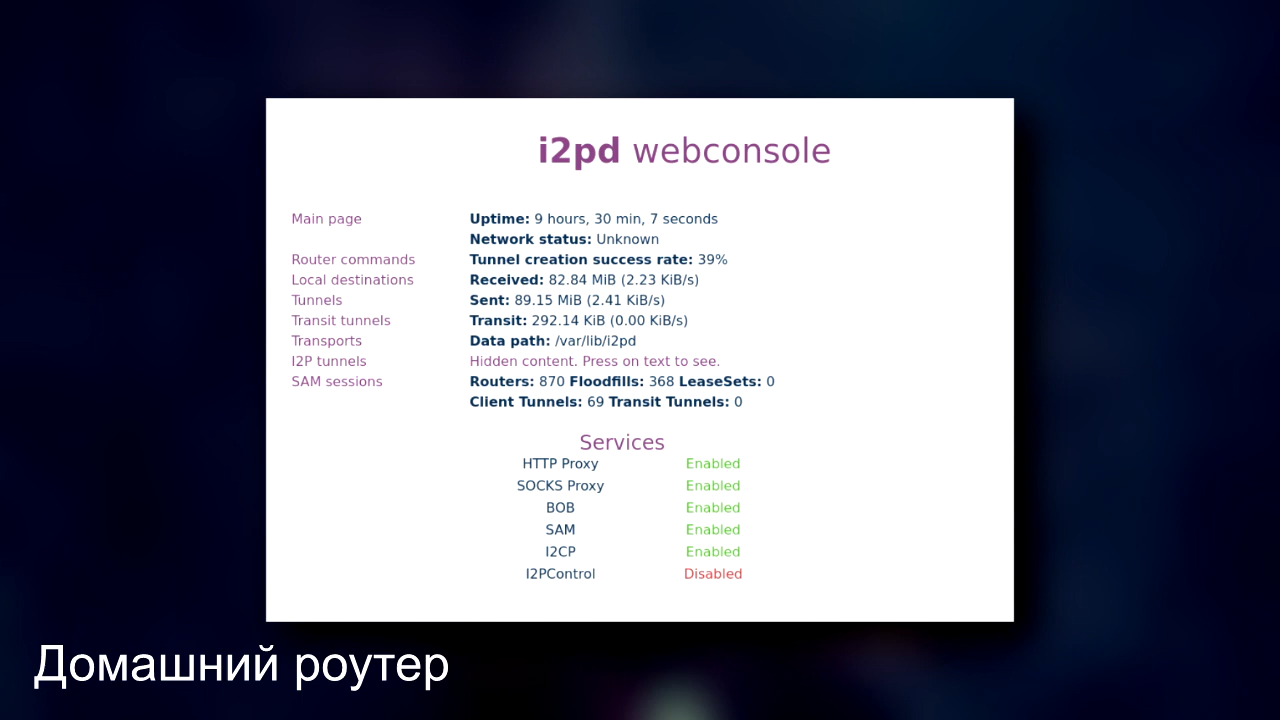 i2pd webconsole
Main page
Router commands
Local destinations
Tunnels
Transit tunnels
Transports
I2P tunnels
SAM sessions
Uptime: 9 hours, 30 min, 7 seconds
Network status: Unknown
Tunnel creation success rate: 39%
Received: 82.84 MiB (2.23 KiB/s)
Sent: 89.15 MiB (2.41 KiB/s)
Transit: 292.14 KiB (0.00 KiB/s)
Data path: /var/lib/i2pd
Hidden content. Press on text to see.
Routers: 870 Floodfills: 368 LeaseSets: 0
Client Tunnels: 69 Transit Tunnels: 0
Services
HTTP Proxy Enabled
SOCKS Proxy Enabled
BOB Enabled
SAM Enabled
I2CP Enabled
I2PControl Disabled
Домашний роутер